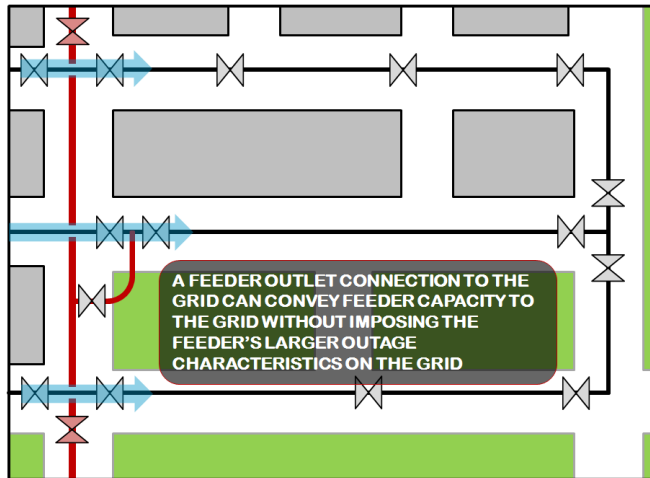 A FEEDER OUTLET CONNECTION TO THE
GRID CAN CONVEY FEEDER CAPACITY TO
THE GRID WITHOUT IMPOSING THE
FEEDER'S LARGER OUTAGE
CHARACTERISTICS ON THE GRID